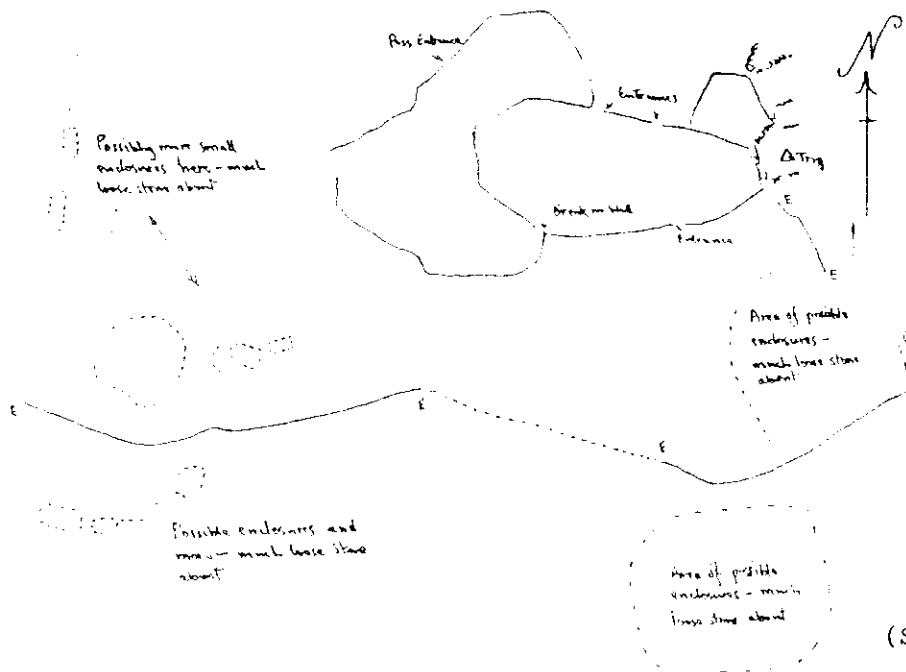 Poss Entrance
N
Entrances
Possibly more small
enclosures here - much
loose stone about
Δ Trig
E
Break in Wall
Entrance
E
Area of possible
enclosures -
much loose stone
about
E
E
E
Possible enclosures and
much loose stone
about
Area of possible
enclosures - much
loose stone about
(S